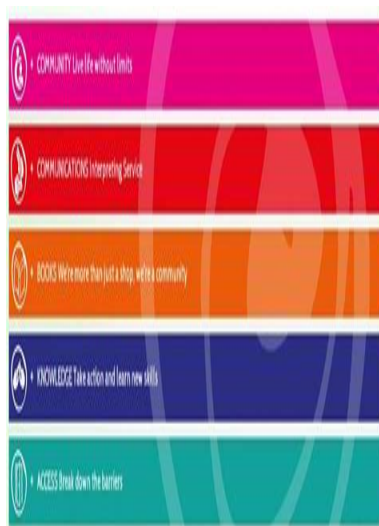 • COMMUNITY Live life without limits
• COMMUNICATIONS Interpreting Service
• BOOKS We're more than just a shop, we're a community
• KNOWLEDGE Take action and learn new skills
• ACCESS Break down the barriers